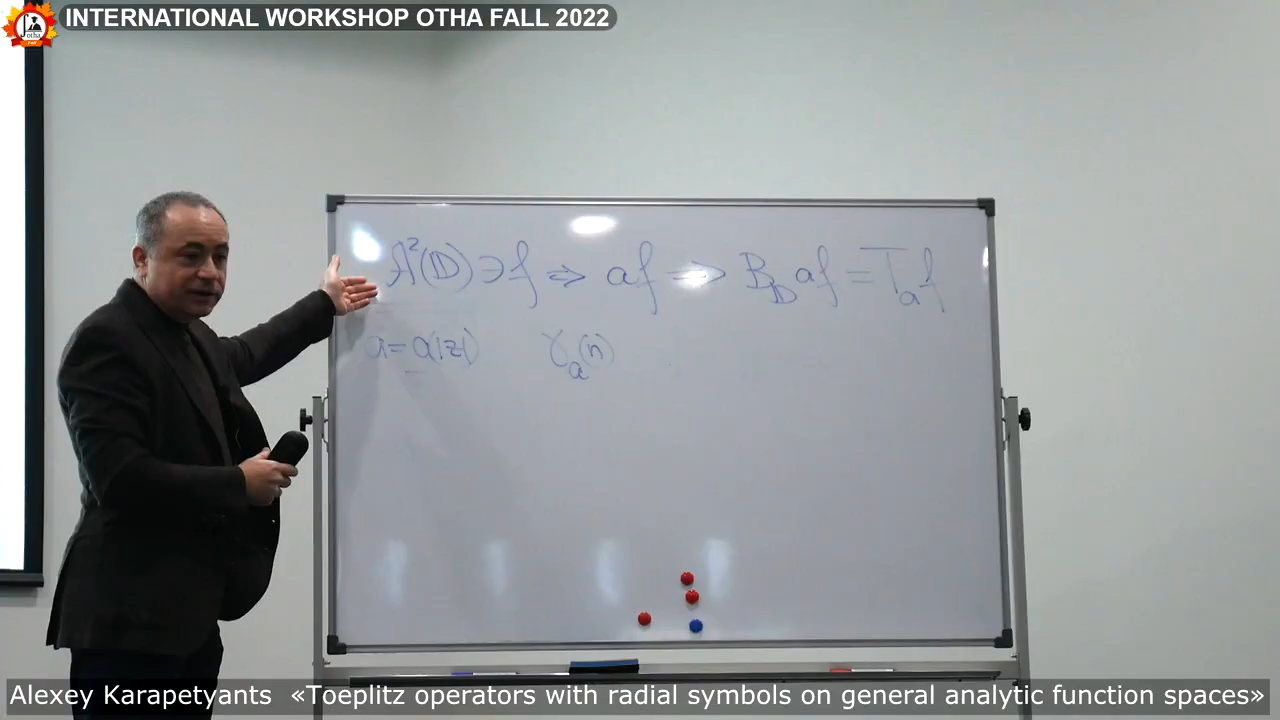 INTERNATIONAL WORKSHOP OTHA FALL 2022
A²(D) ∋ f ⇒ af → B_D af = T_a f
a = a(|z|) γ_a(n)
Alexey Karapetyants «Toeplitz operators with radial symbols on general analytic function spaces»